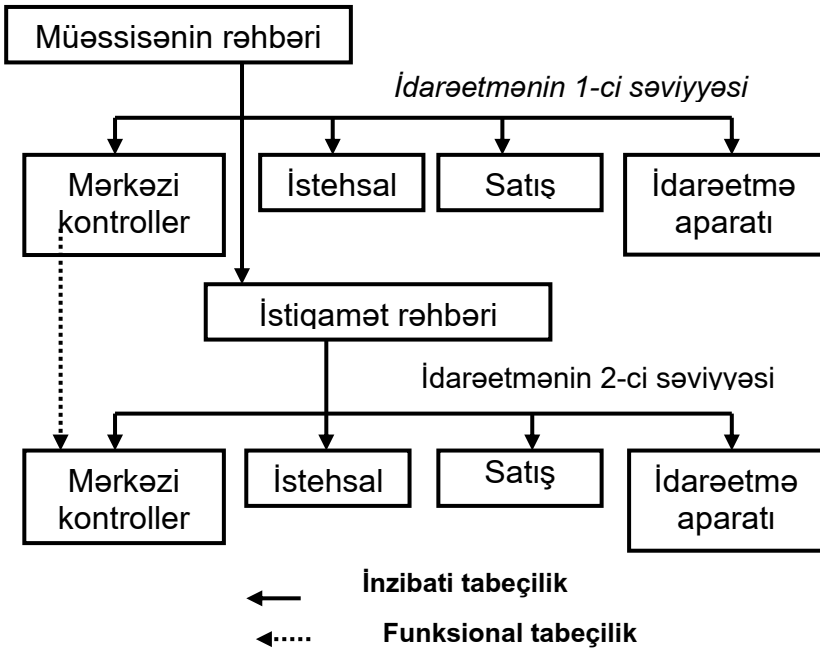 Müəssisənin rəhbəri
İdarəetmənin 1-ci səviyyəsi
Mərkəzi
kontroller
İstehsal
Satış
İdarəetmə
aparatı
İstiqamət rəhbəri
İdarəetmənin 2-ci səviyyəsi
Mərkəzi
kontroller
İstehsal
Satış
İdarəetmə
aparatı
İnzibati tabeçilik
Funksional tabeçilik